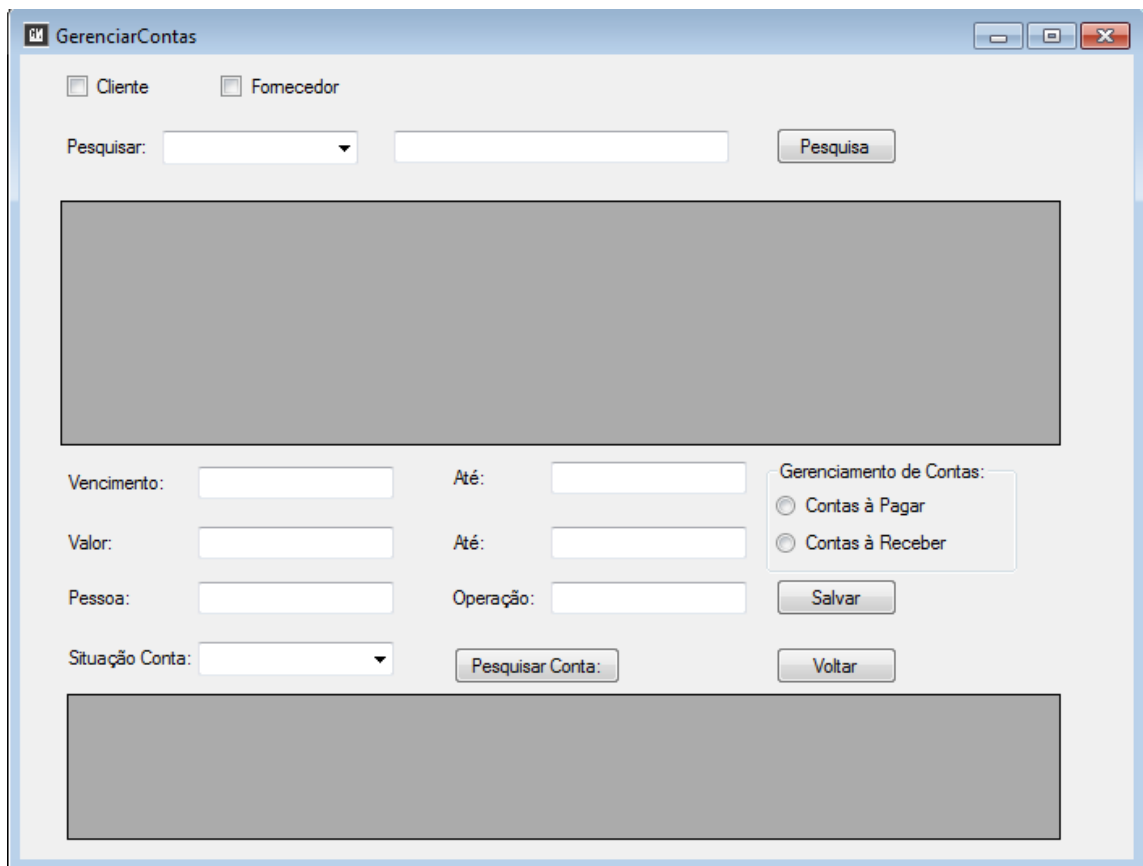 GM GerenciarContas
Cliente Fornecedor
Pesquisar: Pesquisa
Vencimento: Até: Gerenciamento de Contas:
Contas à Pagar
Valor: Até: Contas à Receber
Pessoa: Operação: Salvar
Situação Conta: Pesquisar Conta: Voltar